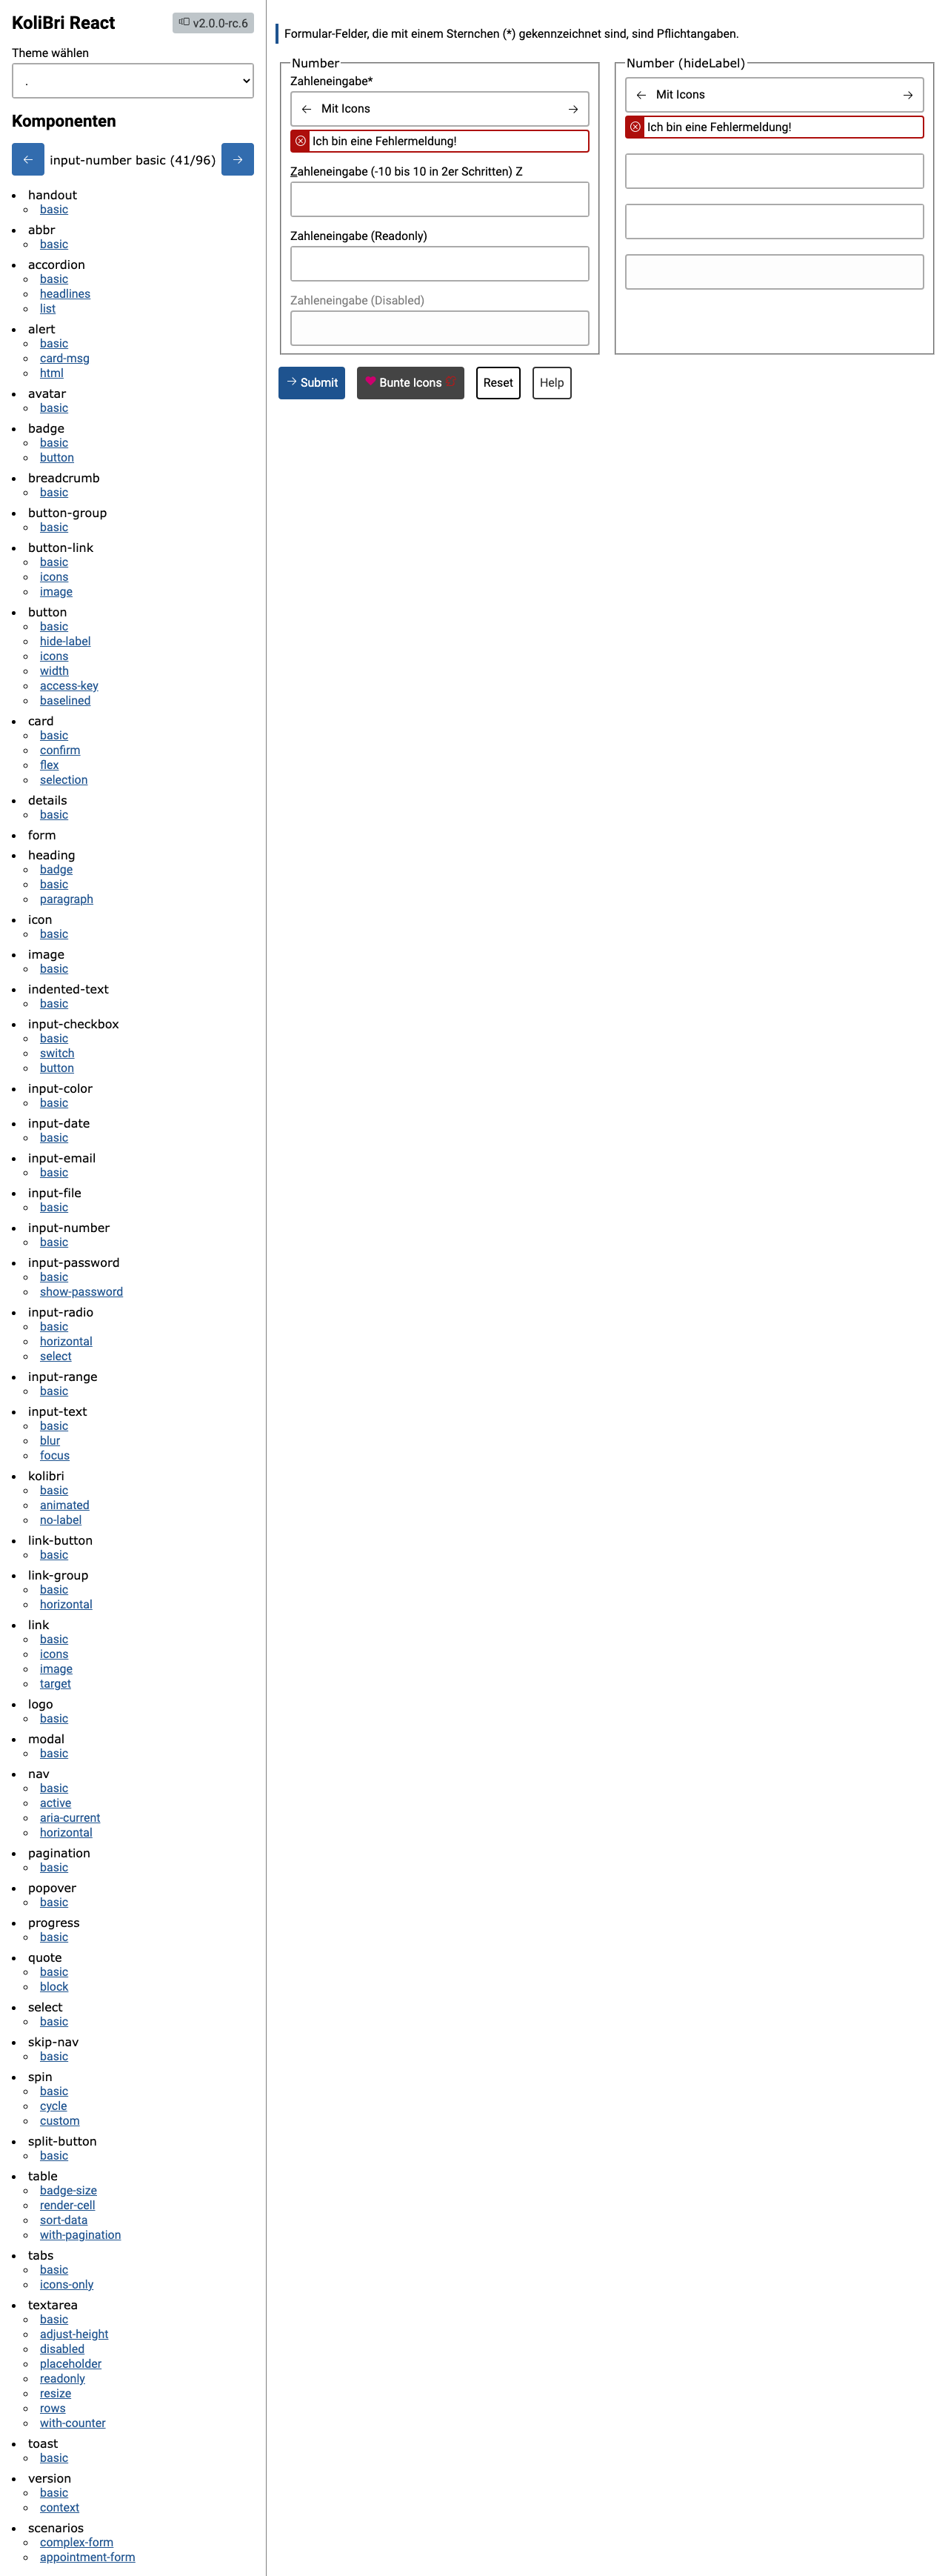 KoliBri React
v2.0.0-rc.6
Theme wählen
.
Komponenten
input-number basic (41/96)
handout
basic
abbr
basic
accordion
basic
headlines
list
alert
basic
card-msg
html
avatar
basic
badge
basic
button
breadcrumb
basic
button-group
basic
button-link
basic
icons
image
button
basic
hide-label
icons
width
access-key
baselined
card
basic
confirm
flex
selection
details
basic
form
heading
badge
basic
paragraph
icon
basic
image
basic
indented-text
basic
input-checkbox
basic
switch
button
input-color
basic
input-date
basic
input-email
basic
input-file
basic
input-number
basic
input-password
basic
show-password
input-radio
basic
horizontal
select
input-range
basic
input-text
basic
blur
focus
kolibri
basic
animated
no-label
link-button
basic
link-group
basic
horizontal
link
basic
icons
image
target
logo
basic
modal
basic
nav
basic
active
aria-current
horizontal
pagination
basic
popover
basic
progress
basic
quote
basic
block
select
basic
skip-nav
basic
spin
basic
cycle
custom
split-button
basic
table
badge-size
render-cell
sort-data
with-pagination
tabs
basic
icons-only
textarea
basic
adjust-height
disabled
placeholder
readonly
resize
rows
with-counter
toast
basic
version
basic
context
scenarios
complex-form
appointment-form
Formular-Felder, die mit einem Sternchen (*) gekennzeichnet sind, sind Pflichtangaben.
Number
Zahleneingabe*
Mit Icons
Ich bin eine Fehlermeldung!
Zahleneingabe (-10 bis 10 in 2er Schritten) Z
Zahleneingabe (Readonly)
Zahleneingabe (Disabled)
Number (hideLabel)
Mit Icons
Ich bin eine Fehlermeldung!
Submit
Bunte Icons
Reset
Help